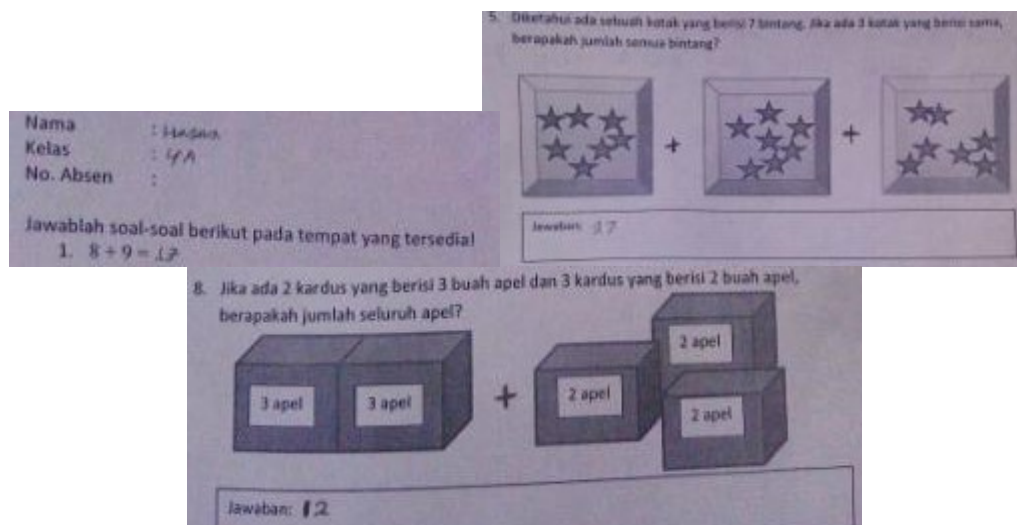 5. Diketahui ada sebuah kotak yang berisi 7 bintang. Jika ada 3 kotak yang berisi sama,
berapakah jumlah semua bintang?
+ +
Jawaban: 17
Nama :
Kelas : 4A
No. Absen :
Jawablah soal-soal berikut pada tempat yang tersedia!
1. 8 + 9 = 17
8. Jika ada 2 kardus yang berisi 3 buah apel dan 3 kardus yang berisi 2 buah apel,
berapakah jumlah seluruh apel?
2 apel
3 apel 3 apel + 2 apel
2 apel
Jawaban: 12